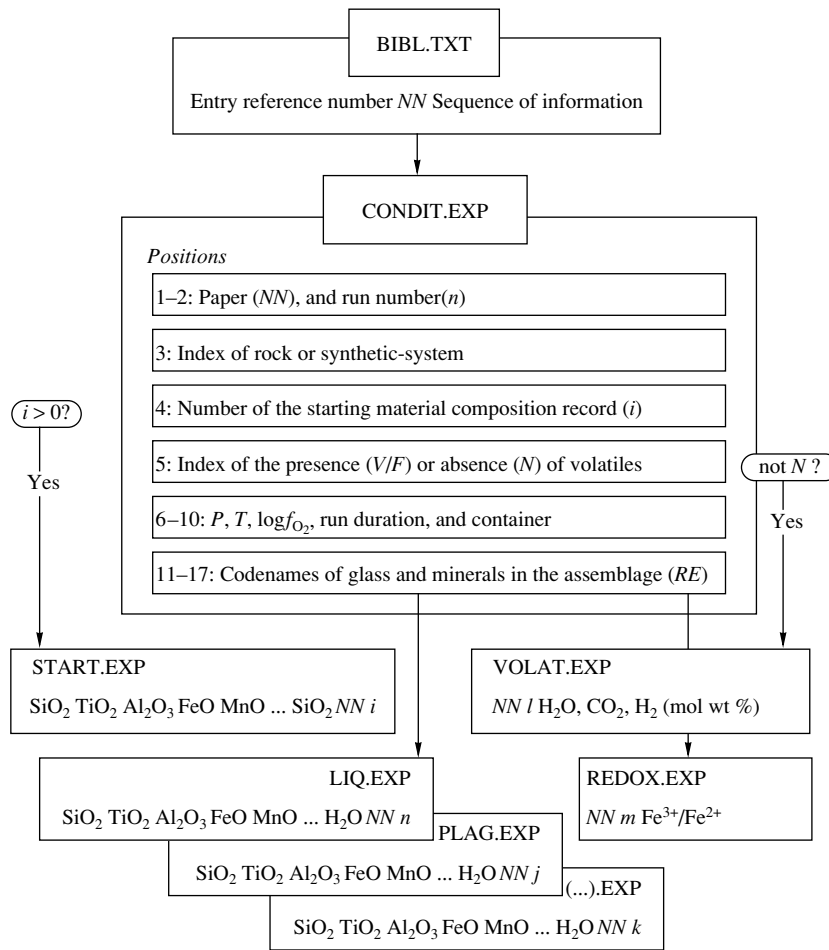 BIBL.TXT
Entry reference number NN Sequence of information
CONDIT.EXP
Positions
1–2: Paper (NN), and run number(n)
3: Index of rock or synthetic-system
4: Number of the starting material composition record (i)
5: Index of the presence (V/F) or absence (N) of volatiles
6–10: P, T, logf_O₂, run duration, and container
11–17: Codenames of glass and minerals in the assemblage (RE)
i > 0?
Yes
not N ?
Yes
START.EXP
SiO₂ TiO₂ Al₂O₃ FeO MnO ... SiO₂ NN i
VOLAT.EXP
NN l H₂O, CO₂, H₂ (mol wt %)
LIQ.EXP
SiO₂ TiO₂ Al₂O₃ FeO MnO ... H₂O NN n
REDOX.EXP
NN m Fe³⁺/Fe²⁺
PLAG.EXP
SiO₂ TiO₂ Al₂O₃ FeO MnO ... H₂O NN j
(...).EXP
SiO₂ TiO₂ Al₂O₃ FeO MnO ... H₂O NN k